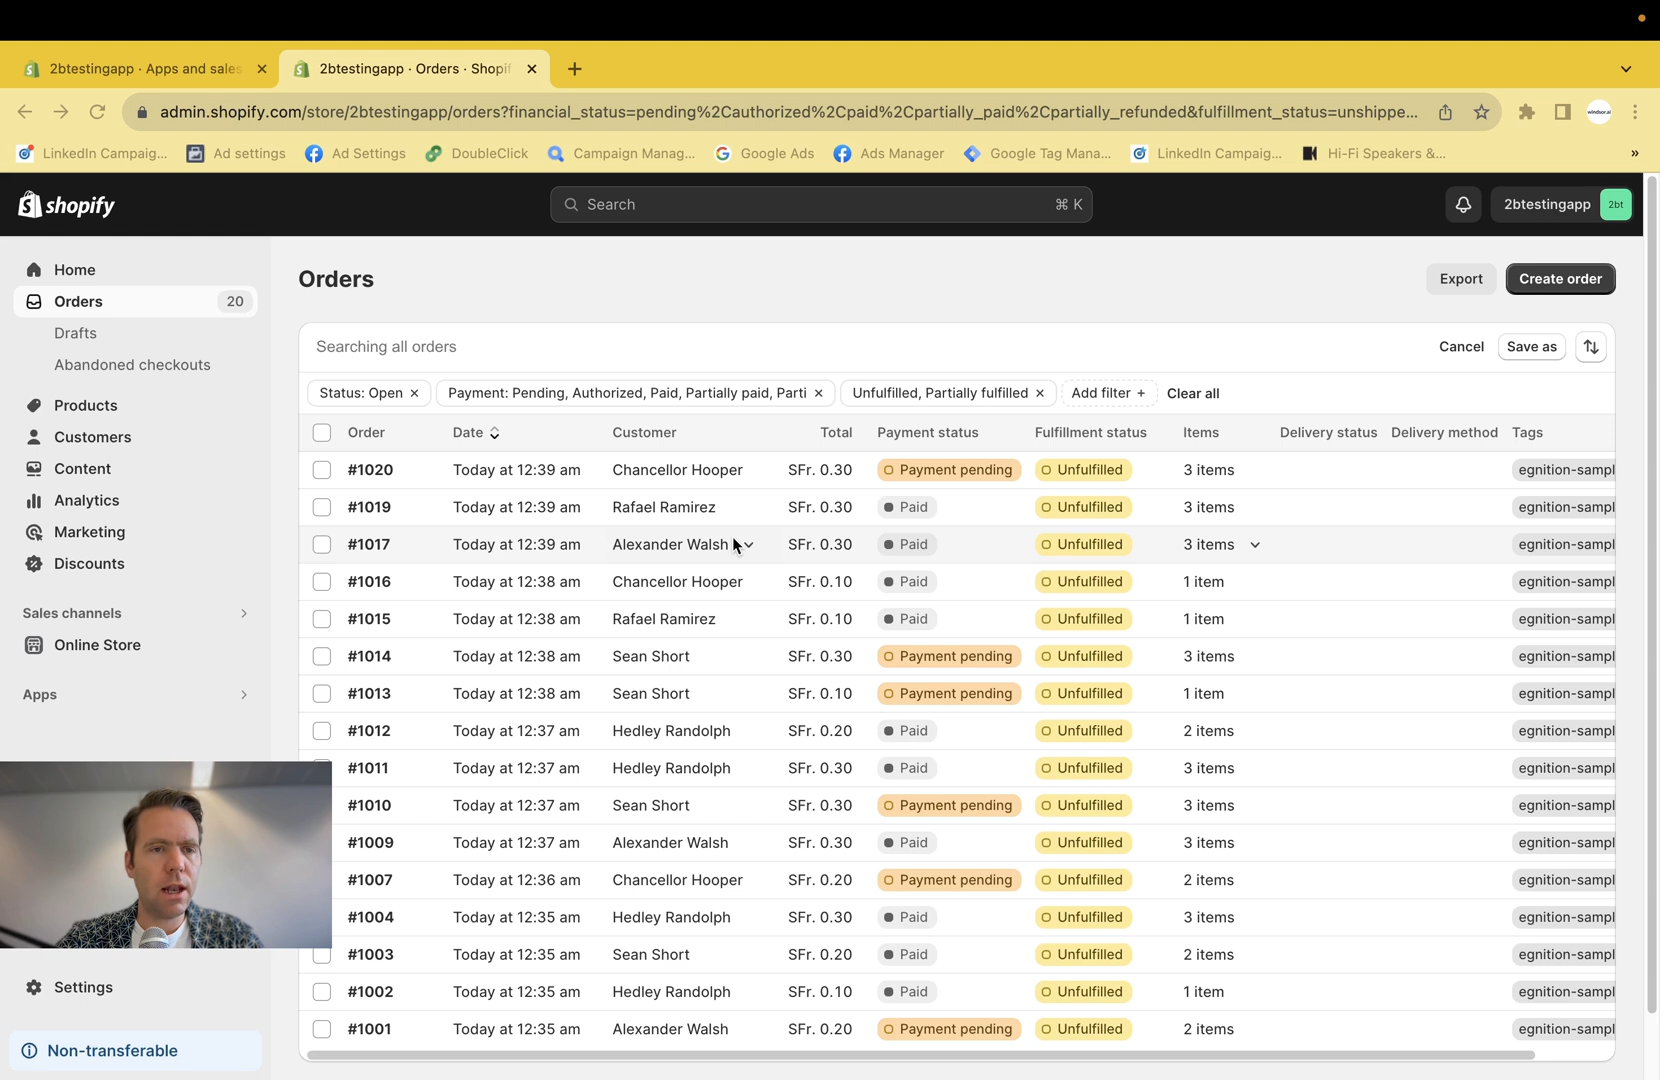 2btestingapp · Apps and sales
2btestingapp · Orders · Shopif
admin.shopify.com/store/2btestingapp/orders?financial_status=pending%2Cauthorized%2Cpaid%2Cpartially_paid%2Cpartially_refunded&fulfillment_status=unshippe...
windsor.ai
LinkedIn Campaig... Ad settings Ad Settings DoubleClick Campaign Manag... Google Ads Ads Manager Google Tag Mana... LinkedIn Campaig... Hi-Fi Speakers &... »
shopify
Search ⌘ K
2btestingapp 2bt
Home
Orders 20
Drafts
Abandoned checkouts
Products
Customers
Content
Analytics
Marketing
Discounts
Sales channels
Online Store
Apps
Settings
Non-transferable
Orders
Export Create order
Searching all orders Cancel Save as
Status: Open × Payment: Pending, Authorized, Paid, Partially paid, Parti × Unfulfilled, Partially fulfilled × Add filter + Clear all
Order Date Customer Total Payment status Fulfillment status Items Delivery status Delivery method Tags
#1020 Today at 12:39 am Chancellor Hooper SFr. 0.30 Payment pending Unfulfilled 3 items egnition-sampl
#1019 Today at 12:39 am Rafael Ramirez SFr. 0.30 Paid Unfulfilled 3 items egnition-sampl
#1017 Today at 12:39 am Alexander Walsh SFr. 0.30 Paid Unfulfilled 3 items egnition-sampl
#1016 Today at 12:38 am Chancellor Hooper SFr. 0.10 Paid Unfulfilled 1 item egnition-sampl
#1015 Today at 12:38 am Rafael Ramirez SFr. 0.10 Paid Unfulfilled 1 item egnition-sampl
#1014 Today at 12:38 am Sean Short SFr. 0.30 Payment pending Unfulfilled 3 items egnition-sampl
#1013 Today at 12:38 am Sean Short SFr. 0.10 Payment pending Unfulfilled 1 item egnition-sampl
#1012 Today at 12:37 am Hedley Randolph SFr. 0.20 Paid Unfulfilled 2 items egnition-sampl
#1011 Today at 12:37 am Hedley Randolph SFr. 0.30 Paid Unfulfilled 3 items egnition-sampl
#1010 Today at 12:37 am Sean Short SFr. 0.30 Payment pending Unfulfilled 3 items egnition-sampl
#1009 Today at 12:37 am Alexander Walsh SFr. 0.30 Paid Unfulfilled 3 items egnition-sampl
#1007 Today at 12:36 am Chancellor Hooper SFr. 0.20 Payment pending Unfulfilled 2 items egnition-sampl
#1004 Today at 12:35 am Hedley Randolph SFr. 0.30 Paid Unfulfilled 3 items egnition-sampl
#1003 Today at 12:35 am Sean Short SFr. 0.20 Paid Unfulfilled 2 items egnition-sampl
#1002 Today at 12:35 am Hedley Randolph SFr. 0.10 Paid Unfulfilled 1 item egnition-sampl
#1001 Today at 12:35 am Alexander Walsh SFr. 0.20 Payment pending Unfulfilled 2 items egnition-sampl